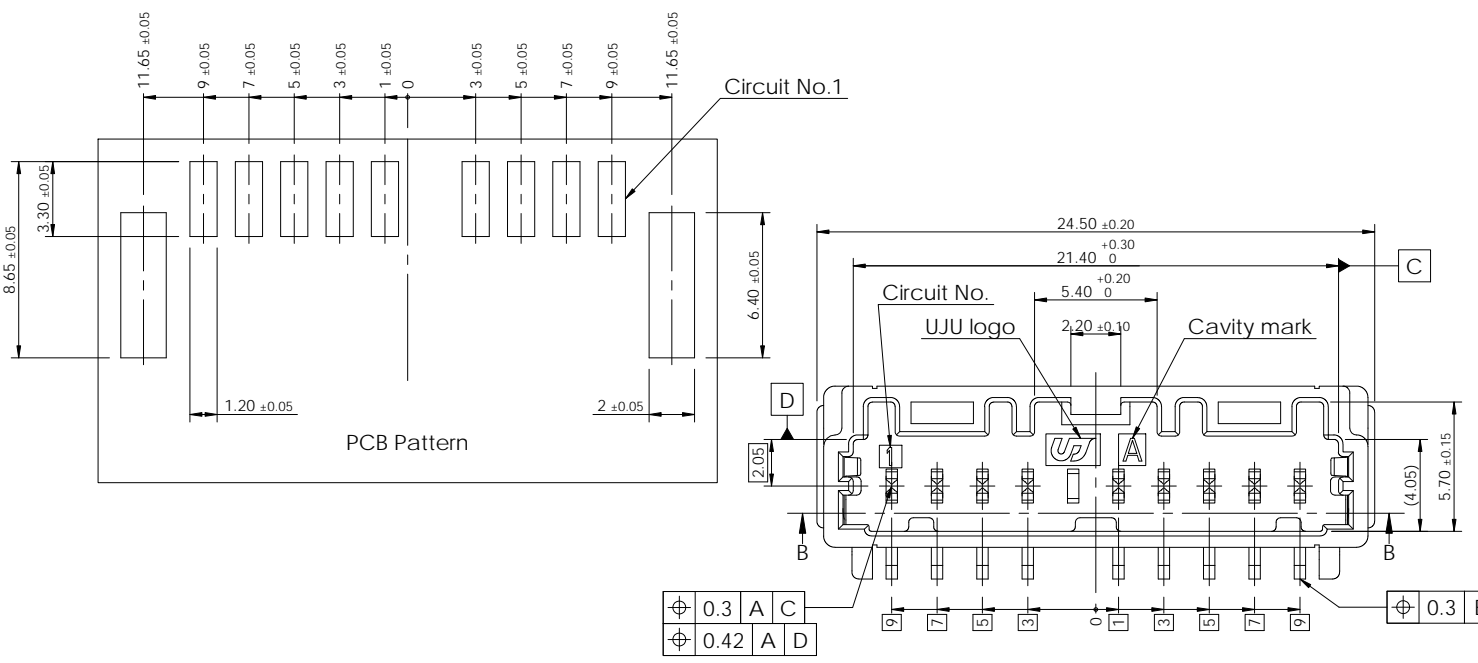 11.65 ±0.05
9 ±0.05
7 ±0.05
5 ±0.05
3 ±0.05
1 ±0.05
0
3 ±0.05
5 ±0.05
7 ±0.05
9 ±0.05
11.65 ±0.05
Circuit No.1
8.65 ±0.05
3.30 ±0.05
6.40 ±0.05
1.20 ±0.05
2 ±0.05
PCB Pattern
24.50 ±0.20
21.40 +0.30 0
C
5.40 +0.20 0
Circuit No.
2.20 ±0.10
UJU logo
Cavity mark
D
2.05
1
UJ
A
(4.05)
5.70 ±0.15
B
B
0.3 A C
0.42 A D
9
7
5
3
0
1
3
5
7
9
0.3